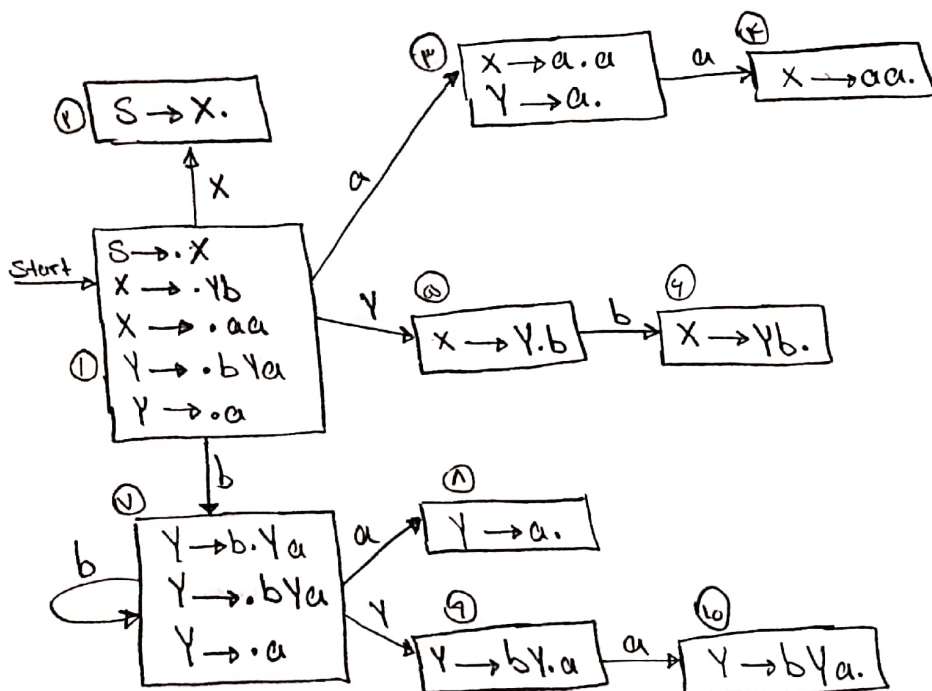 ۳
X → a.a
Y → a.
a
۴
X → aa.
۲
S → X.
X
a
Start
S → .X
X → .Yb
X → .aa
۱
Y → .bYa
Y → .a
Y
۵
X → Y.b
b
۶
X → Yb.
b
۷
Y → b.Ya
Y → .bYa
Y → .a
b
a
۸
Y → a.
Y
۹
Y → bY.a
a
۱۰
Y → bYa.